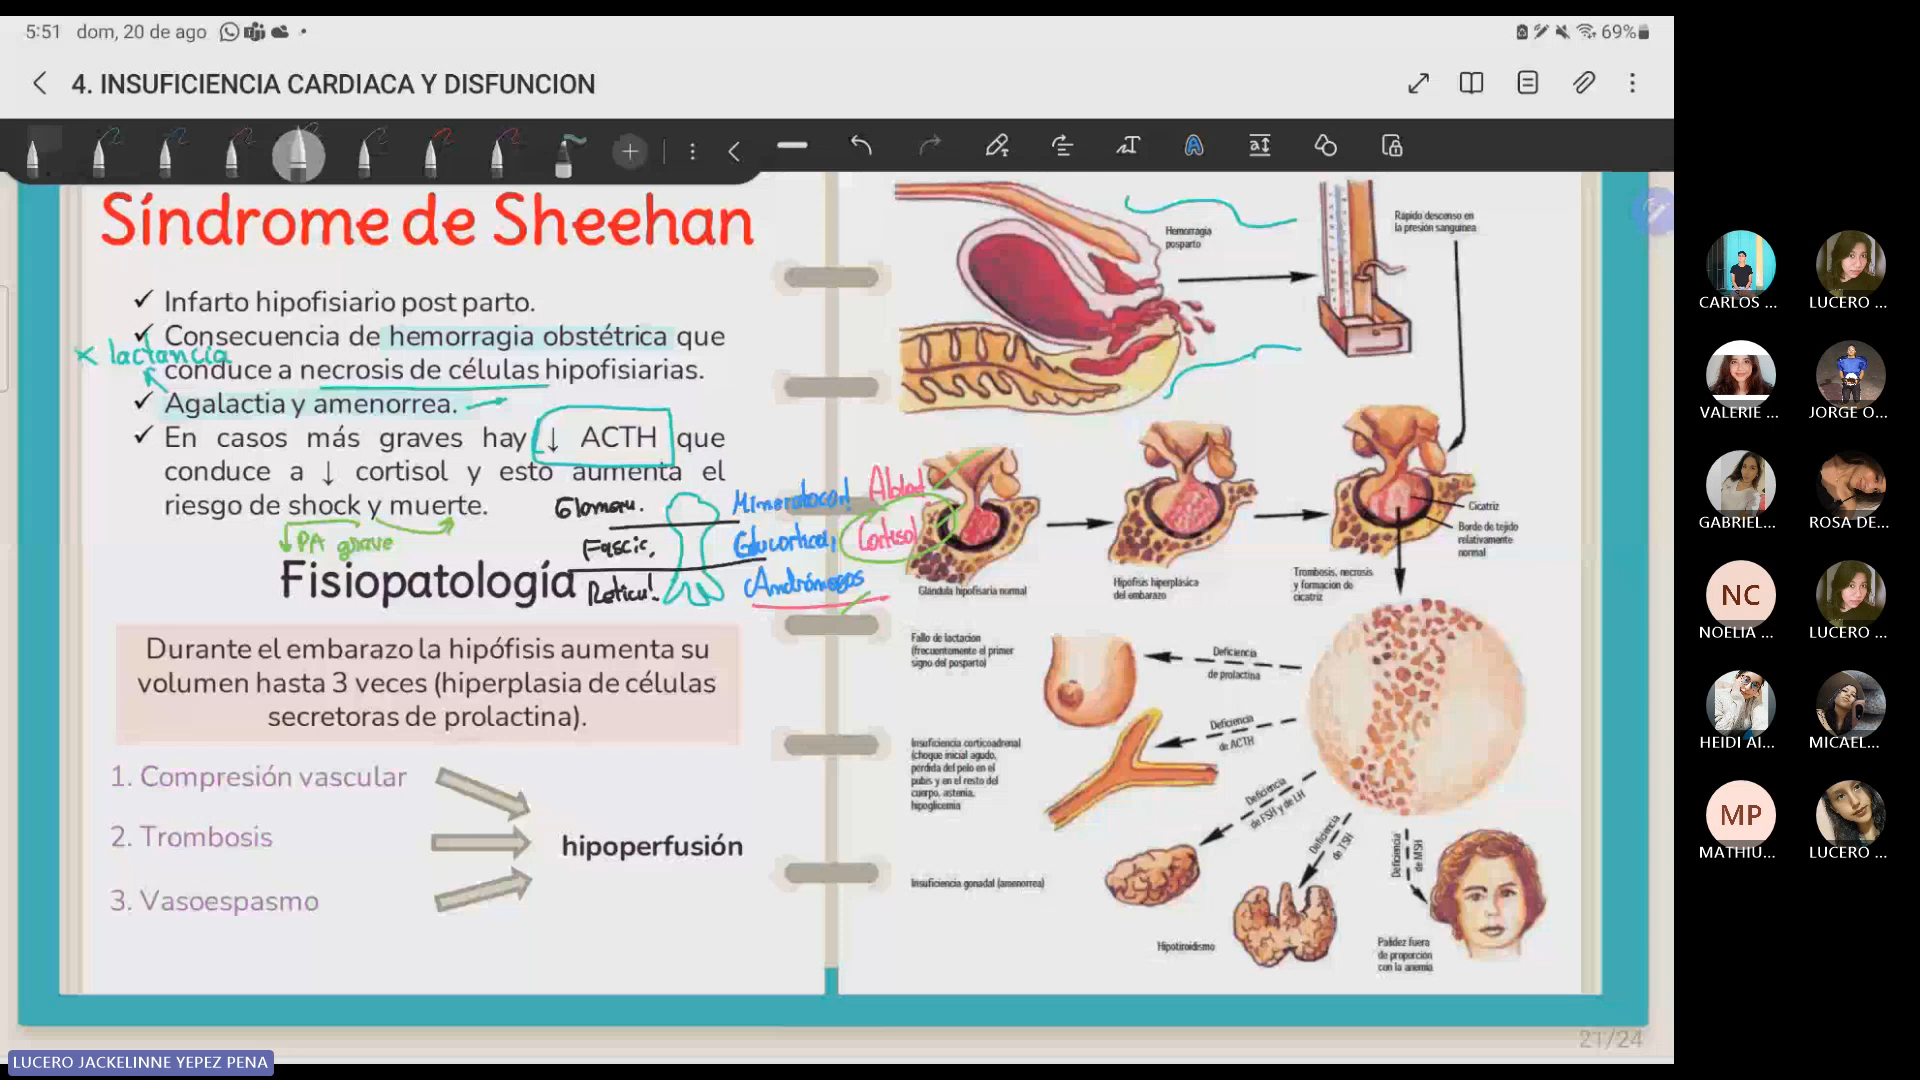 5:51 dom, 20 de ago
69%
4. INSUFICIENCIA CARDIACA Y DISFUNCION
Síndrome de Sheehan
Infarto hipofisiario post parto.
Consecuencia de hemorragia obstétrica que
x lactancia
conduce a necrosis de células hipofisiarias.
Agalactia y amenorrea.
En casos más graves hay ↓ ACTH que
conduce a ↓ cortisol y esto aumenta el
riesgo de shock y muerte.
↓PA grave
Glomeru.
Fascic.
Reticul.
Glucortical
Andrógenos
Cortisol
Fisiopatología
Durante el embarazo la hipófisis aumenta su
volumen hasta 3 veces (hiperplasia de células
secretoras de prolactina).
1. Compresión vascular
2. Trombosis
3. Vasoespasmo
hipoperfusión
Hemorragia
posparto
Rápido descenso en
la presión sanguínea
Cicatriz
Borde de tejido
relativamente
normal
Glándula hipofisaria normal
Hipófisis hiperplásica
del embarazo
Trombosis, necrosis
y formación de
cicatriz
Fallo de lactacion
(frecuentemente el primer
signo del posparto)
Deficiencia
de prolactina
Deficiencia
de ACTH
Insuficiencia corticoadrenal
(choque inicial agudo,
perdida del pelo en el
pubis y en el resto del
cuerpo, astenia,
hipoglicemia
Deficiencia
de FSH y de LH
Deficiencia
de TSH
Deficiencia
de MSH
Insuficiencia gonadal (amenorrea)
Hipotiroidismo
Palidez fuera
de proporción
con la anemia
21/24
CARLOS ...
LUCERO ...
VALERIE ...
JORGE O...
GABRIEL...
ROSA DE...
NC
NOELIA ...
LUCERO ...
HEIDI AI...
MICAEL...
MP
MATHIU...
LUCERO ...
LUCERO JACKELINNE YEPEZ PENA